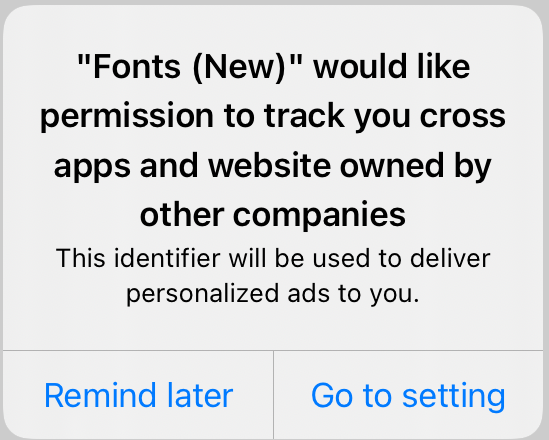 "Fonts (New)" would like
permission to track you cross
apps and website owned by
other companies
This identifier will be used to deliver
personalized ads to you.
Remind later
Go to setting